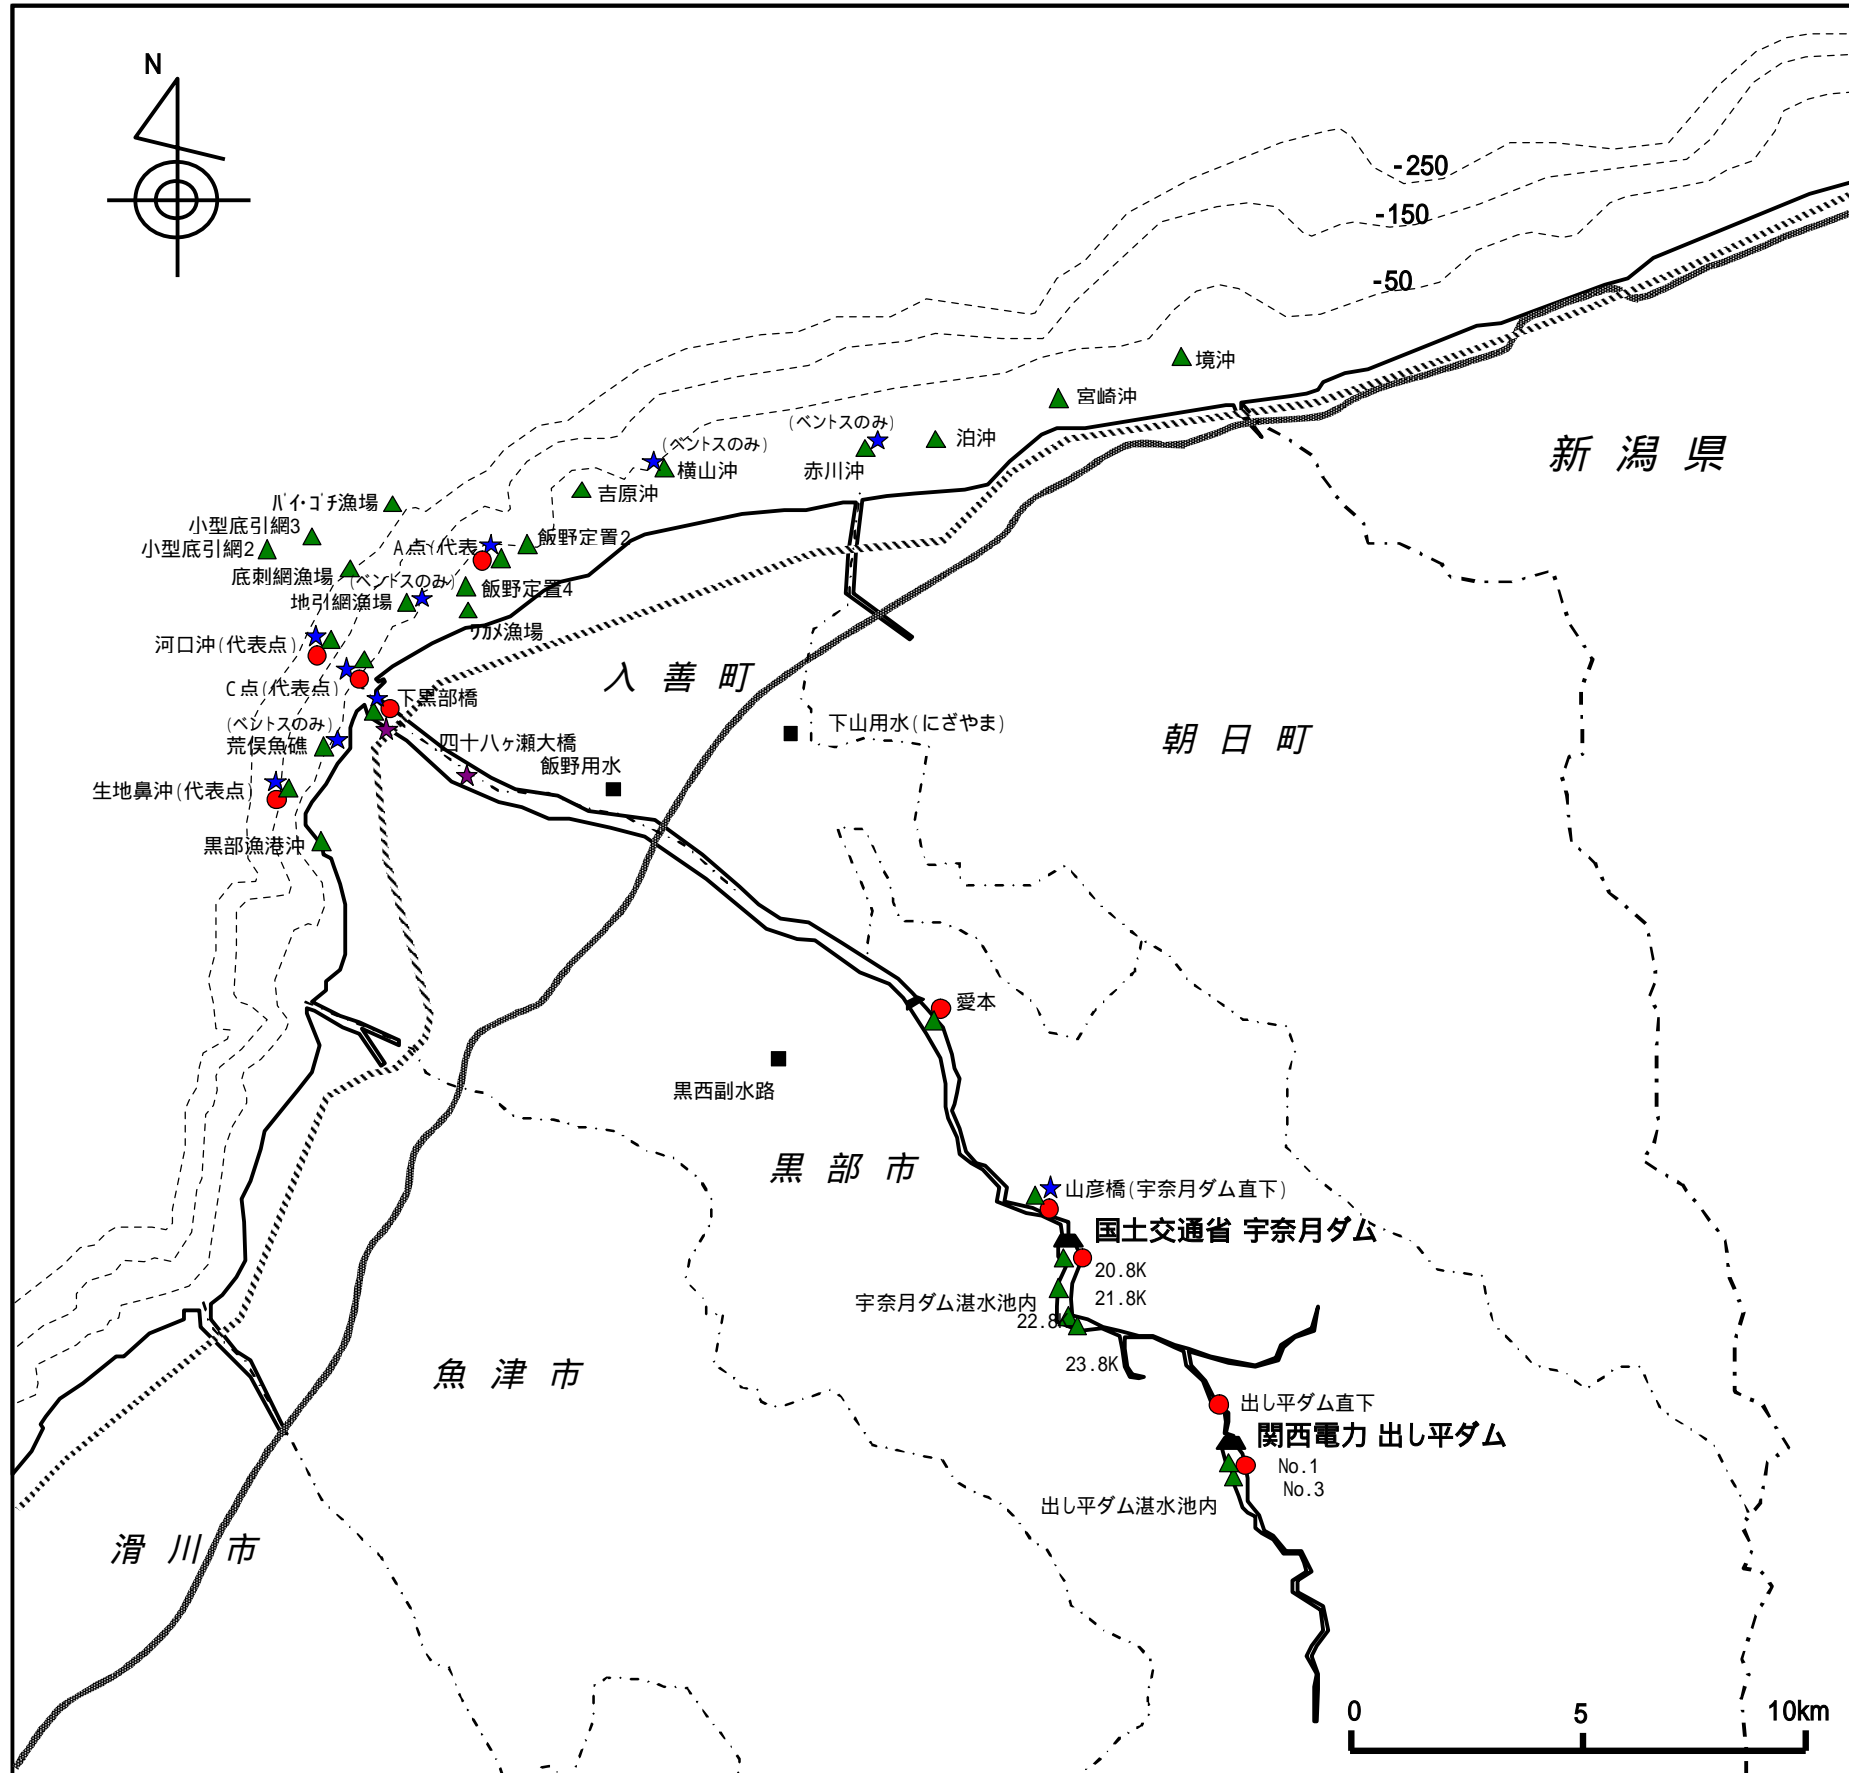 N
-250
-150
-50
境沖
宮崎沖
(ベントスのみ)
泊沖
赤川沖
新潟県
(ベントスのみ)
横山沖
吉原沖
バイ・ゴチ漁場
小型底引網3
小型底引網2
A点(代表
飯野定置2
底刺網漁場
(ベントスのみ)
飯野定置4
地引網漁場
ワカメ漁場
河口沖(代表点)
入善町
C点(代表点)
下黒部橋
(ベントスのみ)
荒俣魚礁
下山用水(にざやま)
朝日町
四十八ヶ瀬大橋
飯野用水
生地鼻沖(代表点)
黒部漁港沖
愛本
黒西副水路
黒部市
山彦橋(宇奈月ダム直下)
国土交通省 宇奈月ダム
20.8K
宇奈月ダム湛水池内
21.8K
22.8K
23.8K
魚津市
出し平ダム直下
関西電力 出し平ダム
No.1
No.3
出し平ダム湛水池内
滑川市
0
5
10km